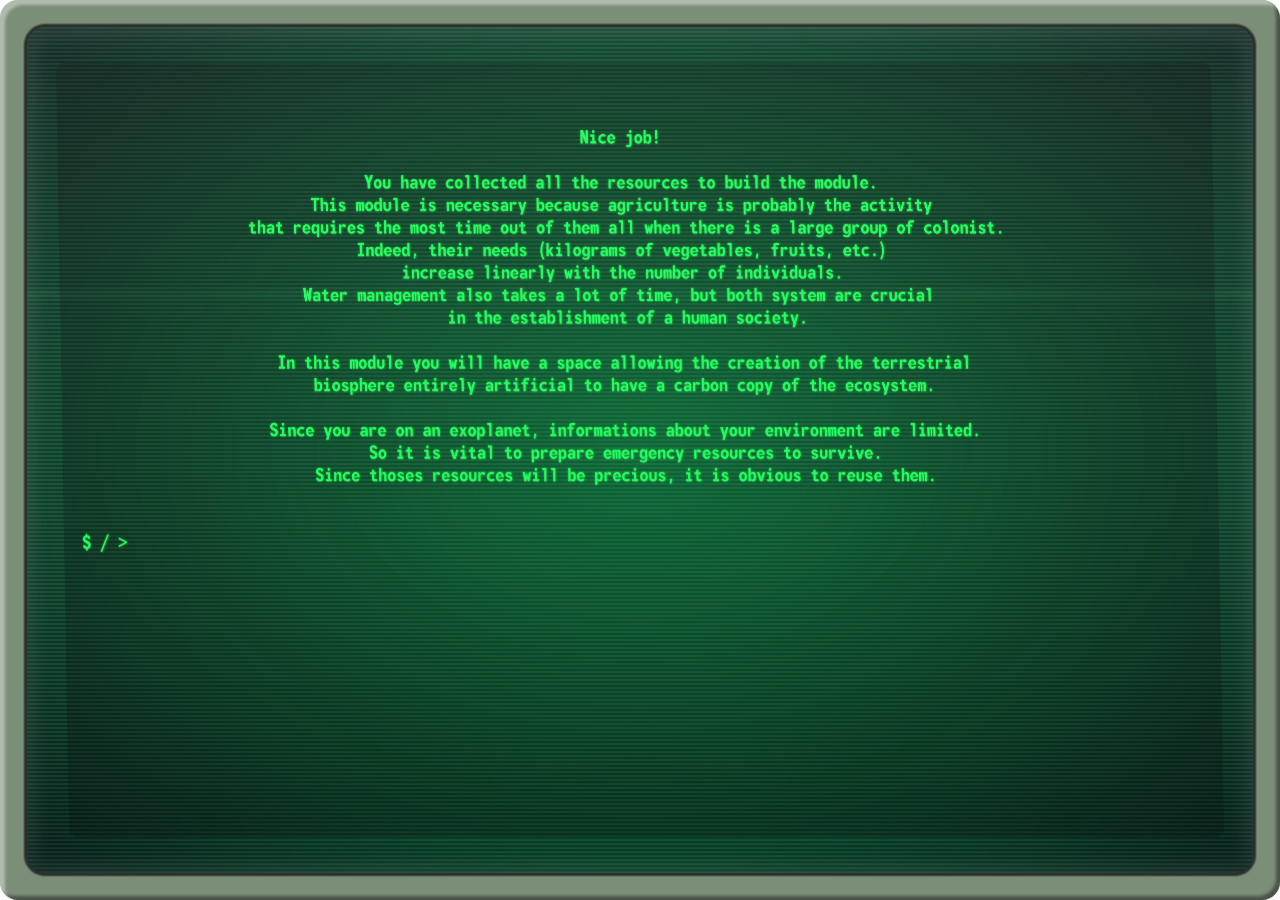 Nice job!
You have collected all the resources to build the module.
This module is necessary because agriculture is probably the activity
that requires the most time out of them all when there is a large group of colonist.
Indeed, their needs (kilograms of vegetables, fruits, etc.)
increase linearly with the number of individuals.
Water management also takes a lot of time, but both system are crucial
in the establishment of a human society.
In this module you will have a space allowing the creation of the terrestrial
biosphere entirely artificial to have a carbon copy of the ecosystem.
Since you are on an exoplanet, informations about your environment are limited.
So it is vital to prepare emergency resources to survive.
Since thoses resources will be precious, it is obvious to reuse them.
$ / >